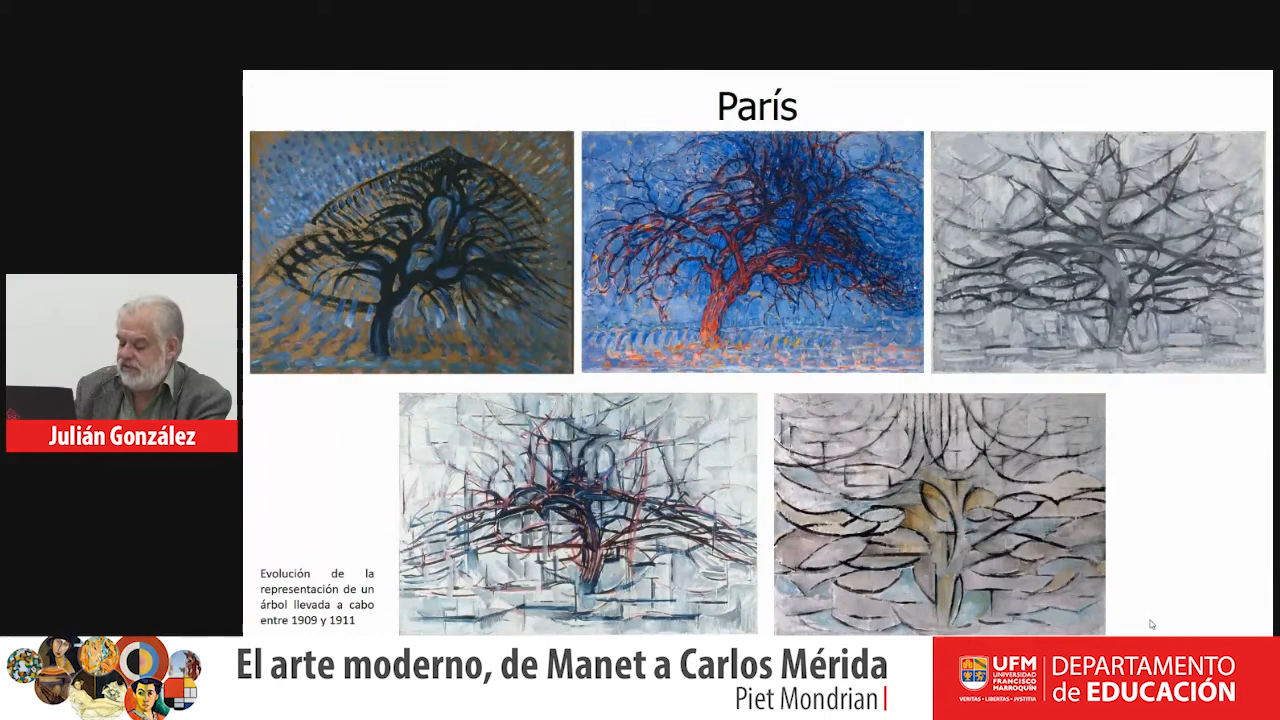 París
Julián González
Evolución de la
representación de un
árbol llevada a cabo
entre 1909 y 1911
El arte moderno, de Manet a Carlos Mérida
Piet Mondrian
UFM
UNIVERSIDAD
FRANCISCO
MARROQUÍN
VERITAS • LIBERTAS • JVSTITIA
DEPARTAMENTO
de EDUCACIÓN